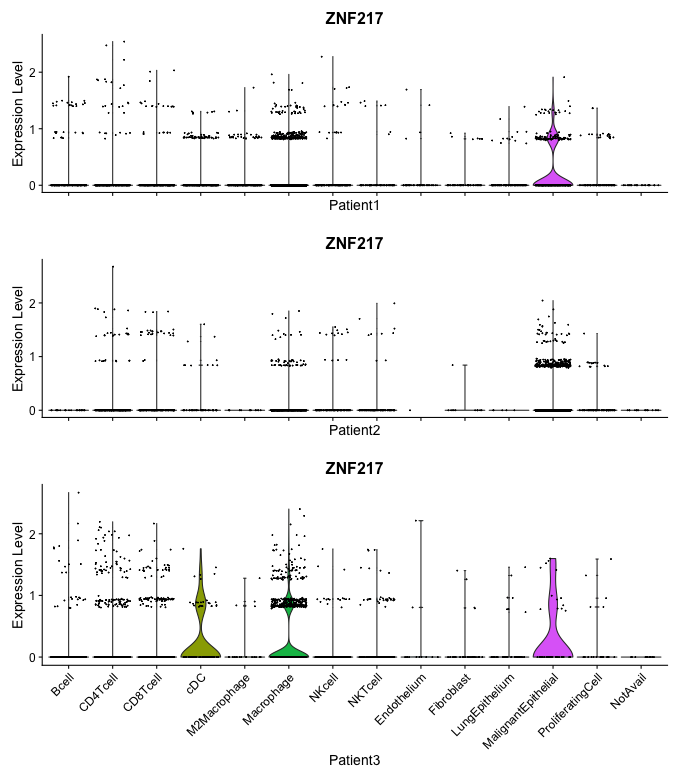 ZNF217
Expression Level
2
1
0
Patient1
ZNF217
Expression Level
2
1
0
Patient2
ZNF217
Expression Level
2
1
0
Bcell
CD4Tcell
CD8Tcell
cDC
M2Macrophage
Macrophage
NKcell
NKTcell
Endothelium
Fibroblast
LungEpithelium
MalignantEpithelial
ProliferatingCell
NotAvail
Patient3